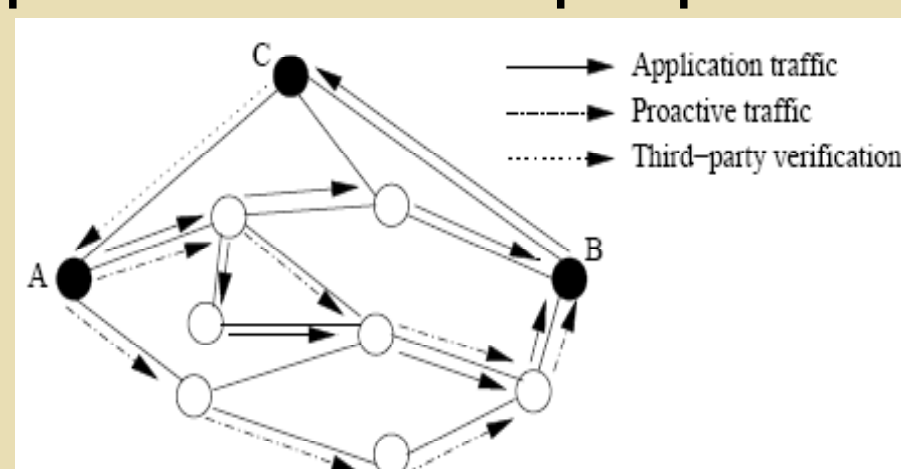 C
Application traffic
Proactive traffic
Third−party verification
B
A